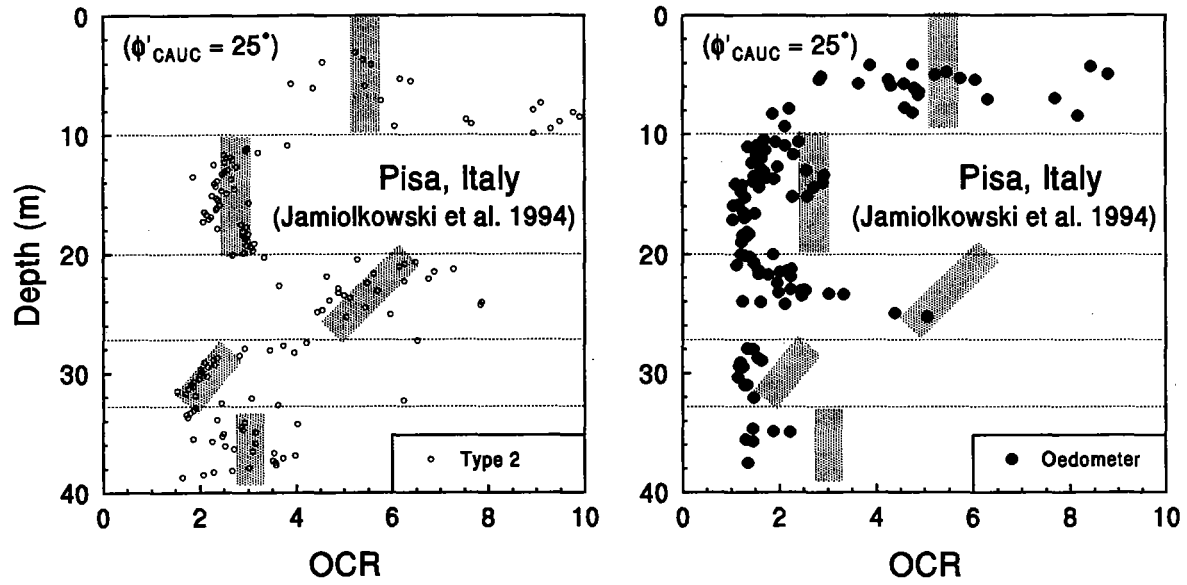 0
10
20
30
40
Depth (m)
(ϕ'CAUC = 25°)
Pisa, Italy
(Jamiolkowski et al. 1994)
Type 2
0 2 4 6 8 10
OCR
0
10
20
30
40
(ϕ'CAUC = 25°)
Pisa, Italy
(Jamiolkowski et al. 1994)
Oedometer
0 2 4 6 8 10
OCR